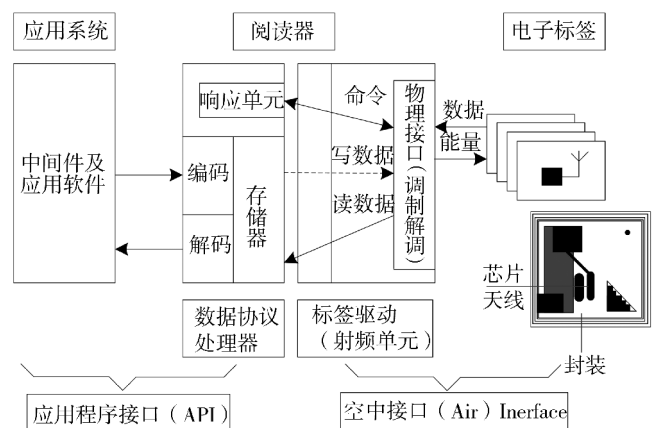 应用系统
阅读器
电子标签
中间件及
应用软件
响应单元
编码
解码
存储器
命令
写数据
读数据
物理接口（调制解调）
数据
能量
芯片
天线
封装
数据协议
处理器
标签驱动
（射频单元）
应用程序接口（API）
空中接口（Air）Inerface